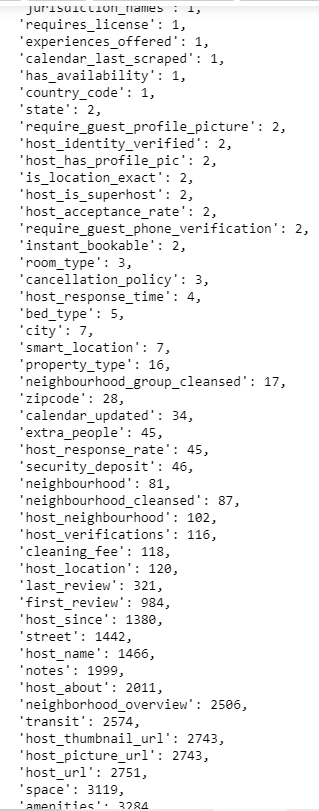 'jurisdiction_names': 1,
'requires_license': 1,
'experiences_offered': 1,
'calendar_last_scraped': 1,
'has_availability': 1,
'country_code': 1,
'state': 2,
'require_guest_profile_picture': 2,
'host_identity_verified': 2,
'host_has_profile_pic': 2,
'is_location_exact': 2,
'host_is_superhost': 2,
'host_acceptance_rate': 2,
'require_guest_phone_verification': 2,
'instant_bookable': 2,
'room_type': 3,
'cancellation_policy': 3,
'host_response_time': 4,
'bed_type': 5,
'city': 7,
'smart_location': 7,
'property_type': 16,
'neighbourhood_group_cleansed': 17,
'zipcode': 28,
'calendar_updated': 34,
'extra_people': 45,
'host_response_rate': 45,
'security_deposit': 46,
'neighbourhood': 81,
'neighbourhood_cleansed': 87,
'host_neighbourhood': 102,
'host_verifications': 116,
'cleaning_fee': 118,
'host_location': 120,
'last_review': 321,
'first_review': 984,
'host_since': 1380,
'street': 1442,
'host_name': 1466,
'notes': 1999,
'host_about': 2011,
'neighborhood_overview': 2506,
'transit': 2574,
'host_thumbnail_url': 2743,
'host_picture_url': 2743,
'host_url': 2751,
'space': 3119,
'amenities': 3284,